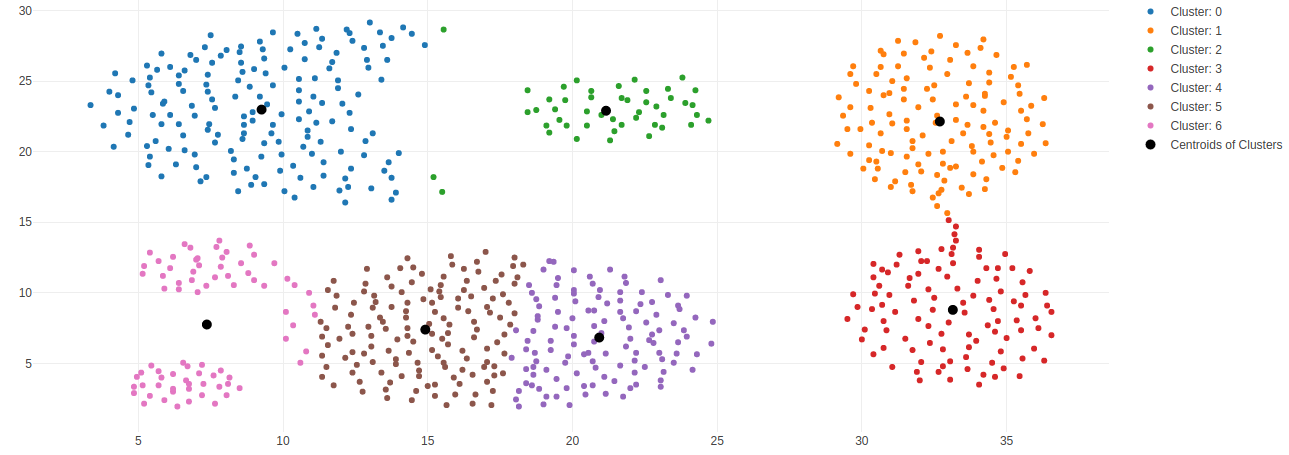 30
25
20
15
10
5
5
10
15
20
25
30
35
Cluster: 0
Cluster: 1
Cluster: 2
Cluster: 3
Cluster: 4
Cluster: 5
Cluster: 6
Centroids of Clusters